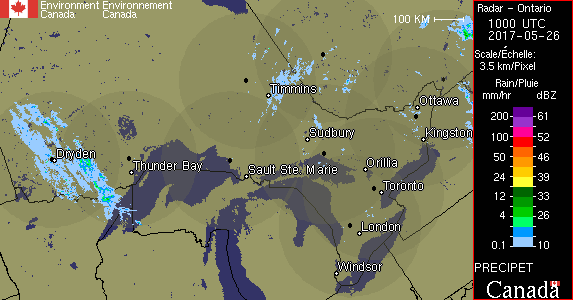 Environment Environnement
Canada Canada
100 KM
Timmins
Ottawa
Sudbury
Kingston
Dryden
Thunder Bay
Sault Ste. Marie
Orillia
Toronto
London
Windsor
Radar - Ontario
1000 UTC
2017-05-26
Scale/Échelle:
3.5 km/Pixel
Rain/Pluie
mm/hr dBZ
200 61
100 52
50 46
24 39
12 33
4 26
0.1 10
PRECIPET
Canada